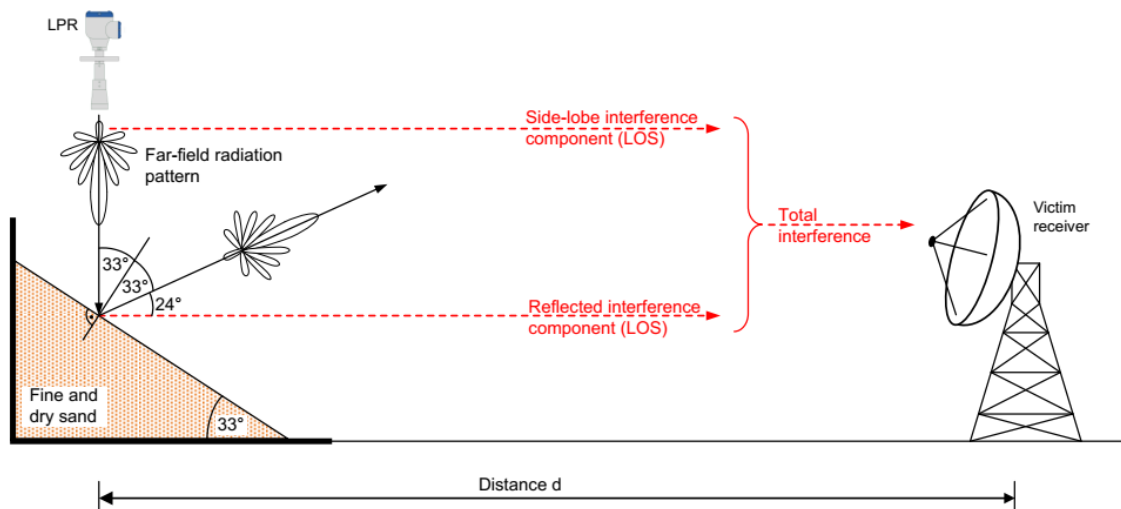 LPR
Side-lobe interference
component (LOS)
Far-field radiation
pattern
Victim
receiver
Total
interference
33°
33°
24°
Reflected interference
component (LOS)
Fine and
dry sand
33°
Distance d